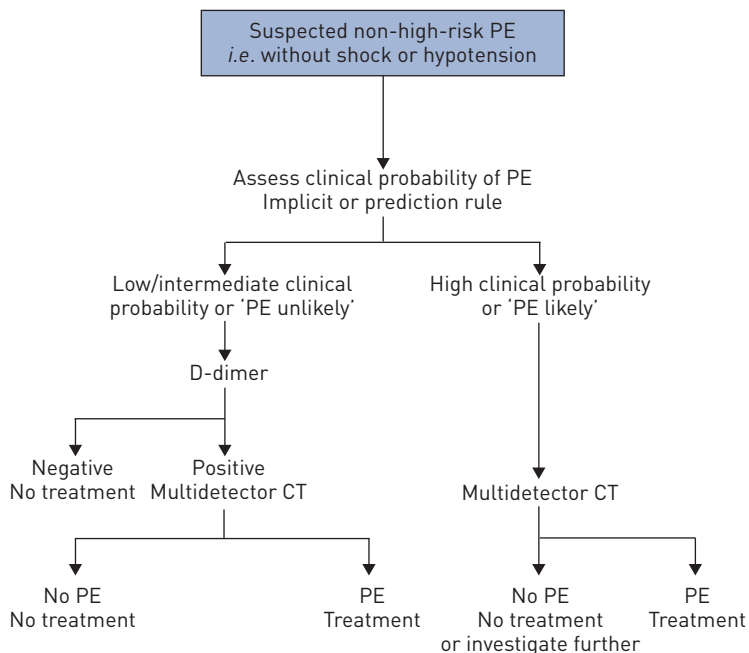 Suspected non-high-risk PE
i.e. without shock or hypotension
Assess clinical probability of PE
Implicit or prediction rule
Low/intermediate clinical
probability or ‘PE unlikely’
High clinical probability
or ‘PE likely’
D-dimer
Negative
No treatment
Positive
Multidetector CT
Multidetector CT
No PE
No treatment
PE
Treatment
No PE
No treatment
or investigate further
PE
Treatment